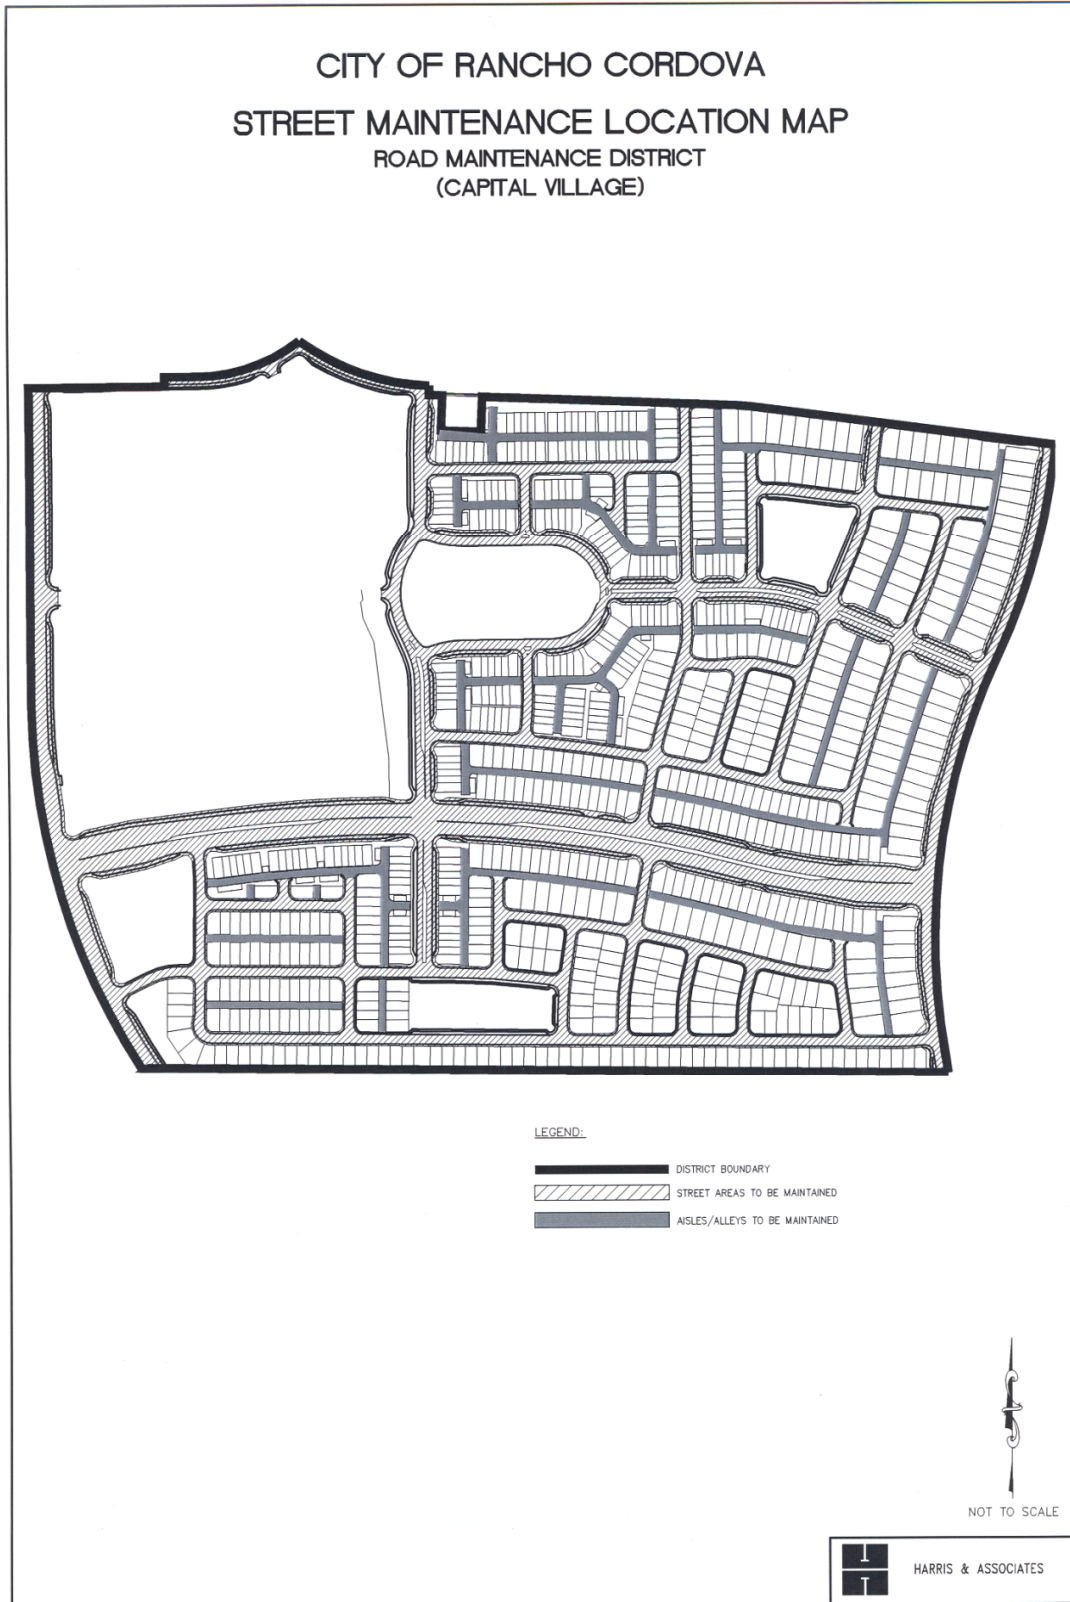 CITY OF RANCHO CORDOVA
STREET MAINTENANCE LOCATION MAP
ROAD MAINTENANCE DISTRICT
(CAPITAL VILLAGE)
LEGEND:
DISTRICT BOUNDARY
STREET AREAS TO BE MAINTAINED
AISLES/ALLEYS TO BE MAINTAINED
NOT TO SCALE
HARRIS & ASSOCIATES